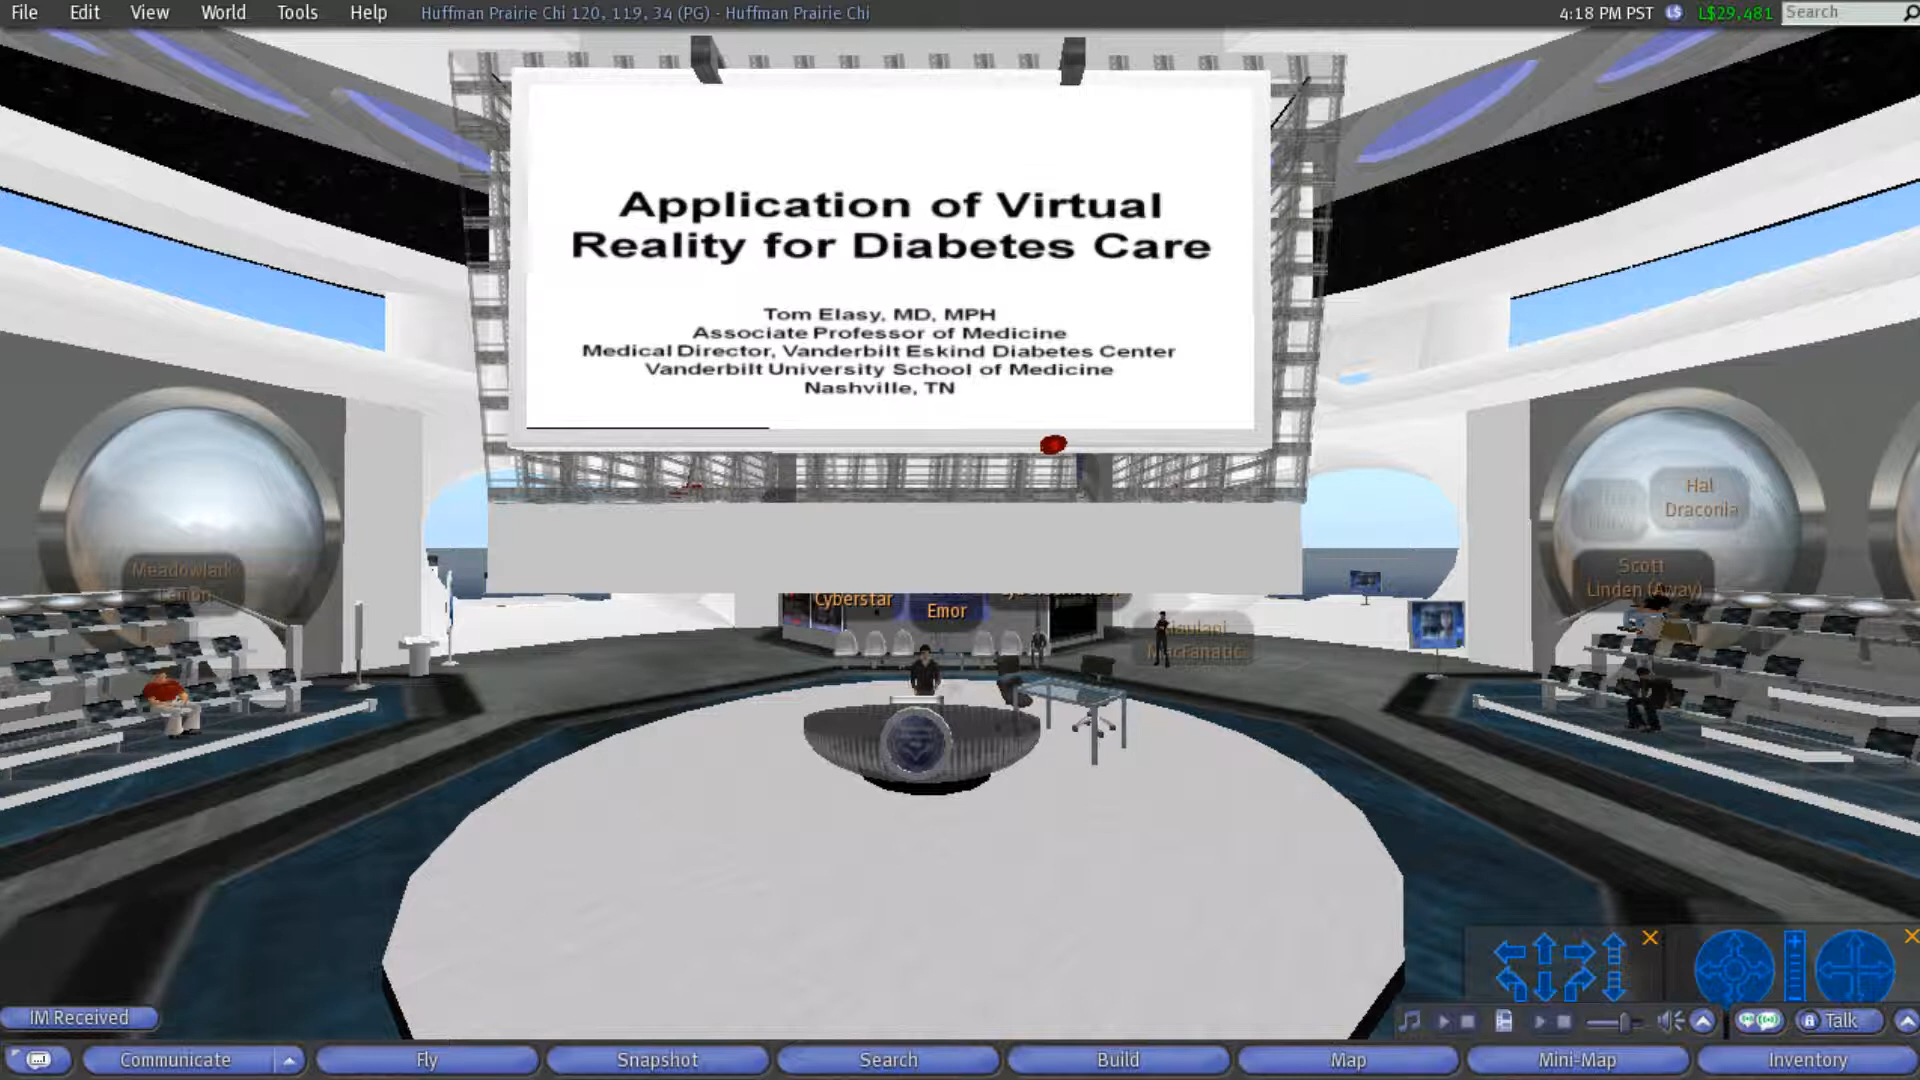 File Edit View World Tools Help Huffman Prairie Chi 120, 119, 34 (PG) - Huffman Prairie Chi 4:18 PM PST L$ L$29,481 Search
Application of Virtual
Reality for Diabetes Care
Tom Elasy, MD, MPH
Associate Professor of Medicine
Medical Director, Vanderbilt Eskind Diabetes Center
Vanderbilt University School of Medicine
Nashville, TN
Hal
Draconia
Meadowlark
Lemon
Scott
Linden (Away)
Cyberstar
Emor
MacFanatic
IM Received
Talk
Communicate Fly Snapshot Search Build Map Mini-Map Inventory